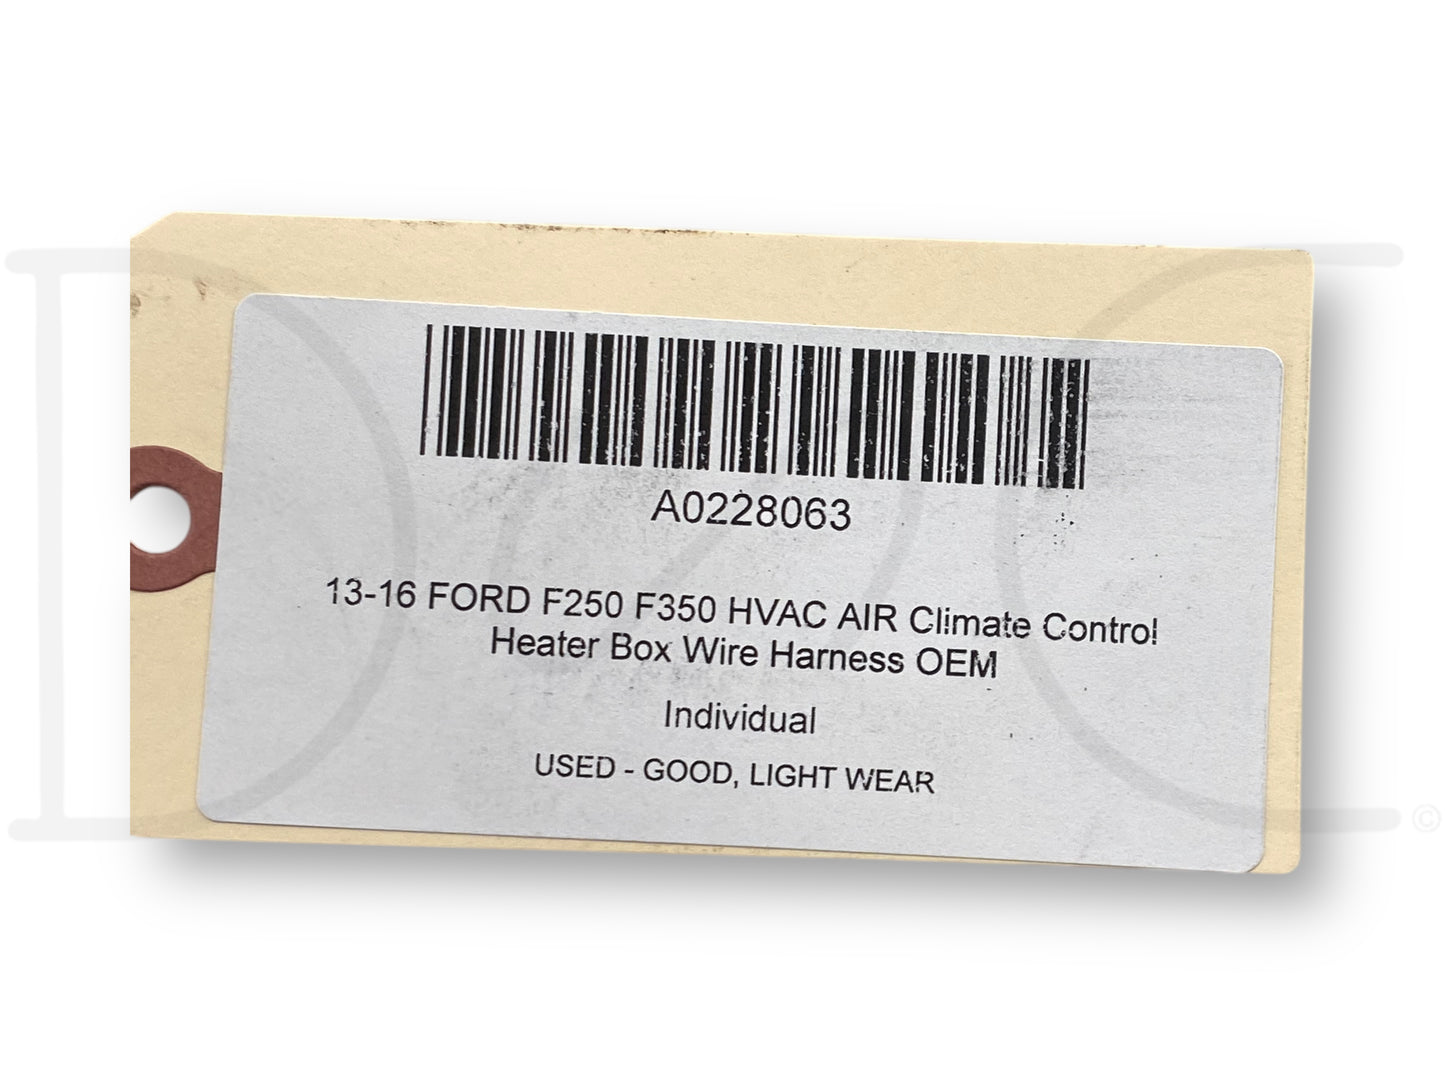 A0228063
13-16 FORD F250 F350 HVAC AIR Climate Control
Heater Box Wire Harness OEM
Individual
USED - GOOD, LIGHT WEAR
©